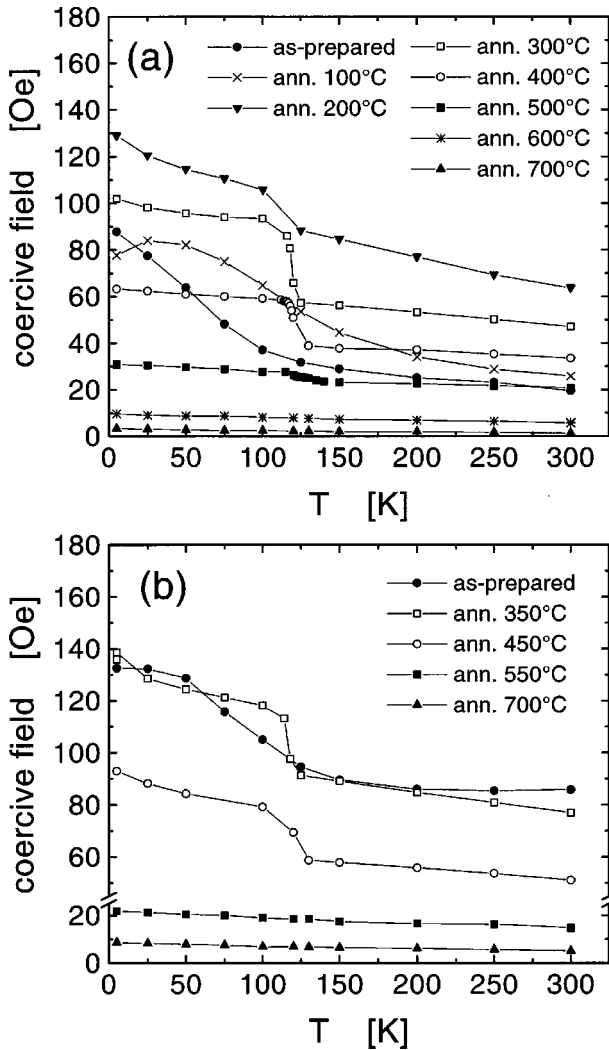 180
160
140
120
100
80
60
40
20
0
coercive field [Oe]
(a)
as-prepared
ann. 100°C
ann. 200°C
ann. 300°C
ann. 400°C
ann. 500°C
ann. 600°C
ann. 700°C
0 50 100 150 200 250 300
T [K]
180
160
140
120
100
80
60
20
0
coercive field [Oe]
(b)
as-prepared
ann. 350°C
ann. 450°C
ann. 550°C
ann. 700°C
0 50 100 150 200 250 300
T [K]